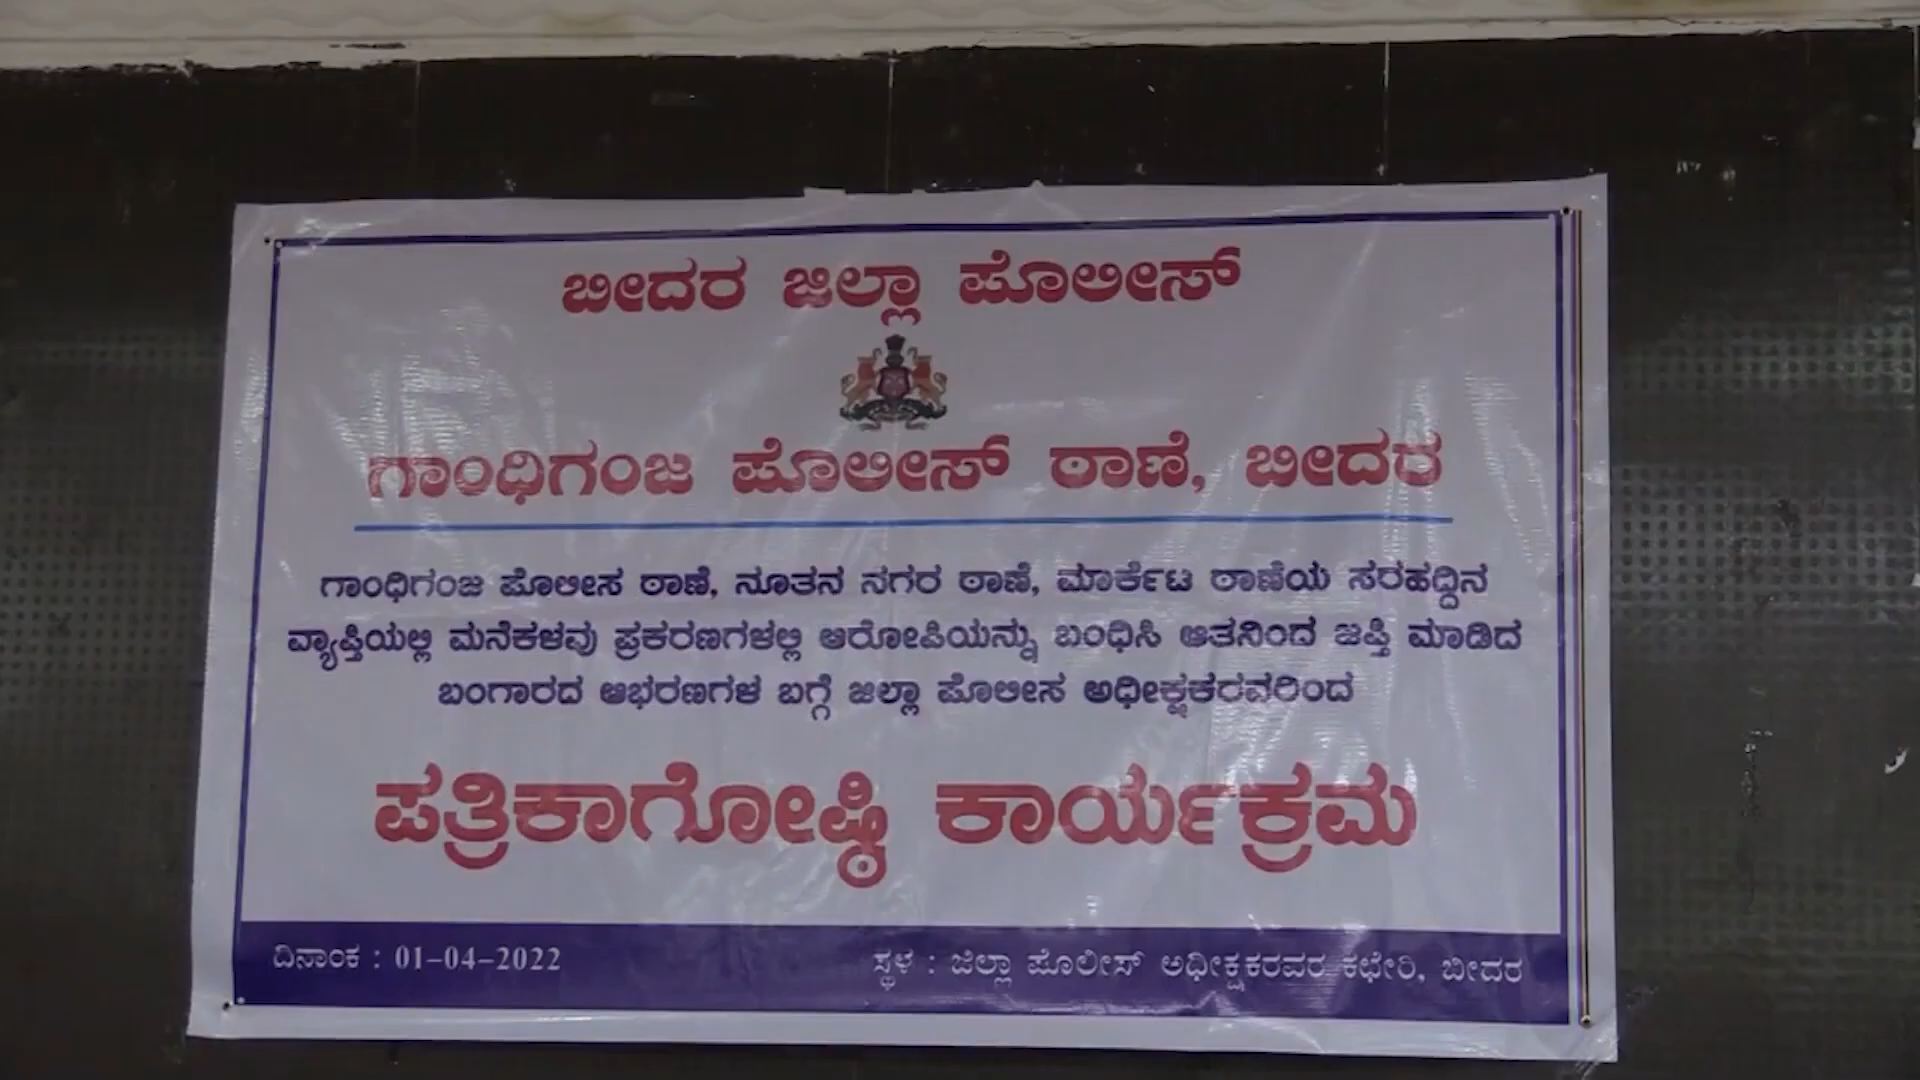 ಬೀದರ ಜಿಲ್ಲಾ ಪೊಲೀಸ್
ಗಾಂಧಿಗಂಜ ಪೊಲೀಸ್ ಠಾಣೆ, ಬೀದರ
ಗಾಂಧಿಗಂಜ ಪೊಲೀಸ ಠಾಣೆ, ನೂತನ ನಗರ ಠಾಣೆ, ಮಾರ್ಕೆಟ ಠಾಣೆಯ ಸರಹದ್ದಿನ
ವ್ಯಾಪ್ತಿಯಲ್ಲಿ ಮನೆಕಳವು ಪ್ರಕರಣಗಳಲ್ಲಿ ಆರೋಪಿಯನ್ನು ಬಂಧಿಸಿ ಆತನಿಂದ ಜಪ್ತಿ ಮಾಡಿದ
ಬಂಗಾರದ ಆಭರಣಗಳ ಬಗ್ಗೆ ಜಿಲ್ಲಾ ಪೊಲೀಸ ಅಧೀಕ್ಷಕರವರಿಂದ
ಪತ್ರಿಕಾಗೋಷ್ಠಿ ಕಾರ್ಯಕ್ರಮ
ದಿನಾಂಕ : 01-04-2022
ಸ್ಥಳ : ಜಿಲ್ಲಾ ಪೊಲೀಸ್ ಅಧೀಕ್ಷಕರವರ ಕಛೇರಿ, ಬೀದರ